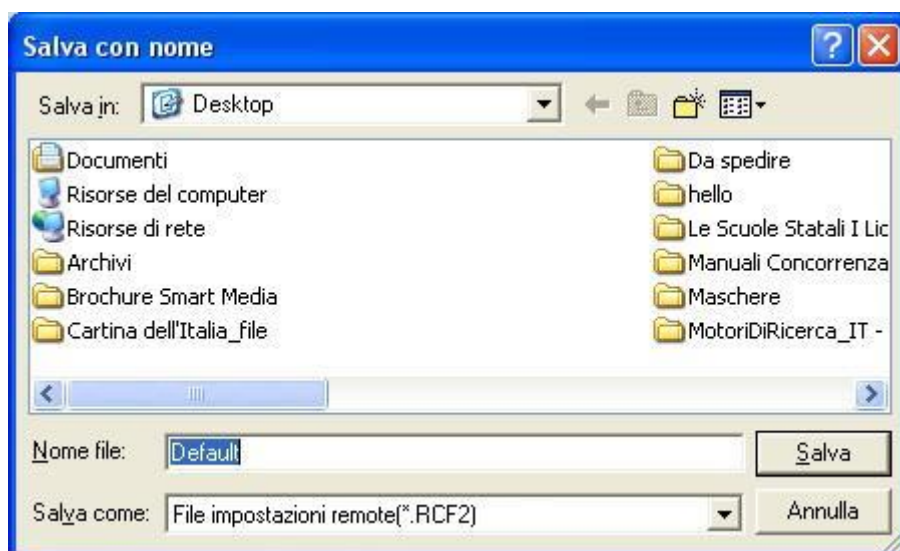 Salva con nome
Salva in: Desktop
Documenti
Risorse del computer
Risorse di rete
Archivi
Brochure Smart Media
Cartina dell'Italia_file
Da spedire
hello
Le Scuole Statali I Lic
Manuali Concorrenza
Maschere
MotoriDiRicerca_IT -
Nome file: Default
Salva
Salva come: File impostazioni remote(*.RCF2)
Annulla